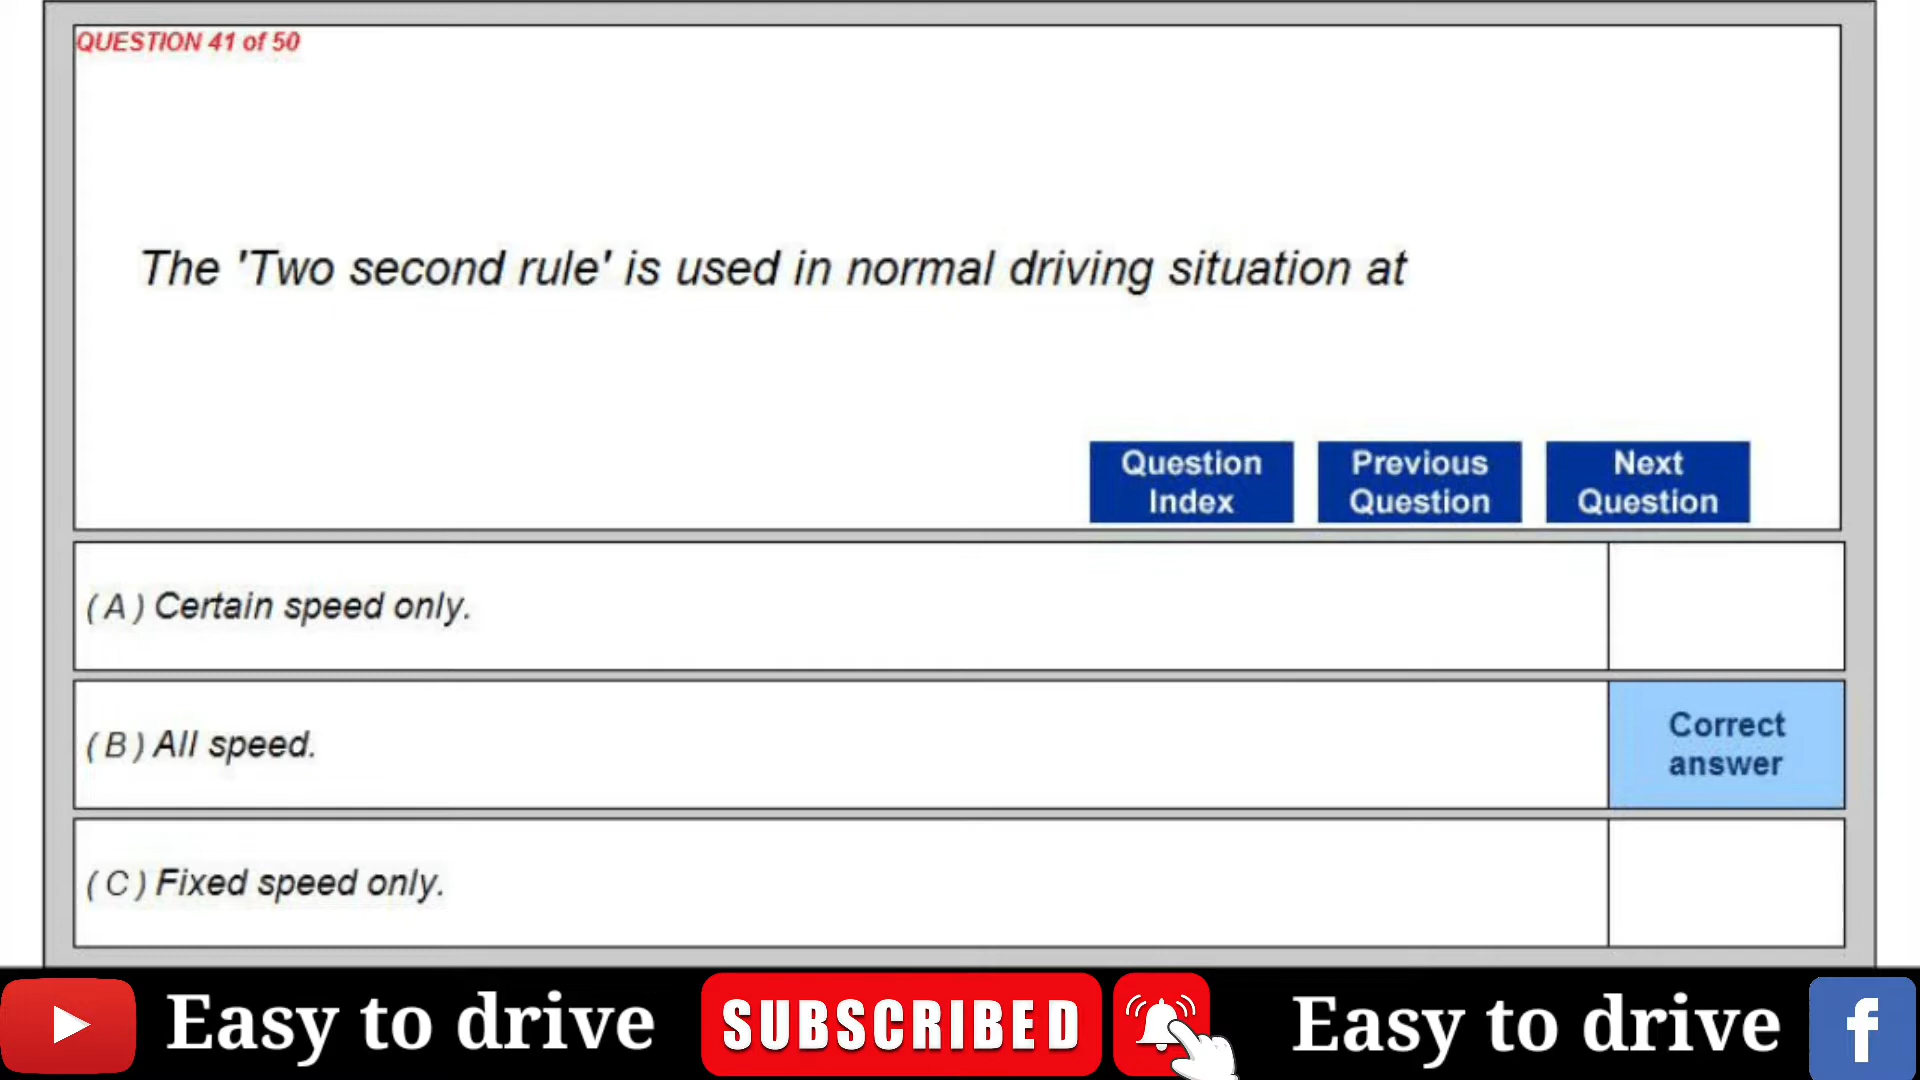 QUESTION 41 of 50
The 'Two second rule' is used in normal driving situation at
Question
Index
Previous
Question
Next
Question
( A ) Certain speed only.
( B ) All speed.
Correct
answer
( C ) Fixed speed only.
Easy to drive
SUBSCRIBED
Easy to drive
f